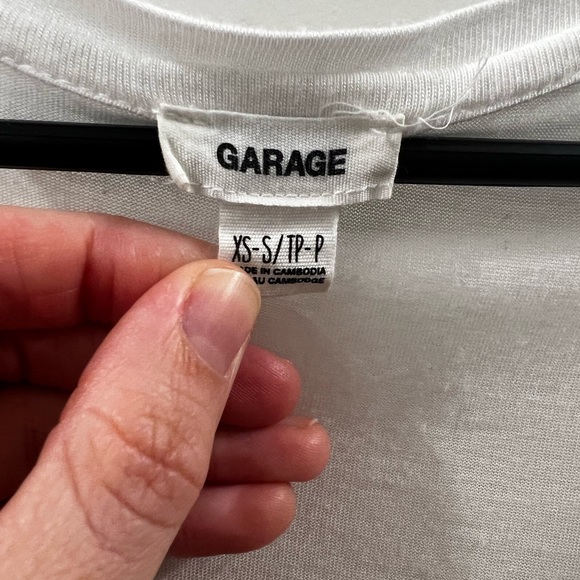 GARAGE
XS-S/TP-P
IN CAMBODIA
AU CAMBODGE